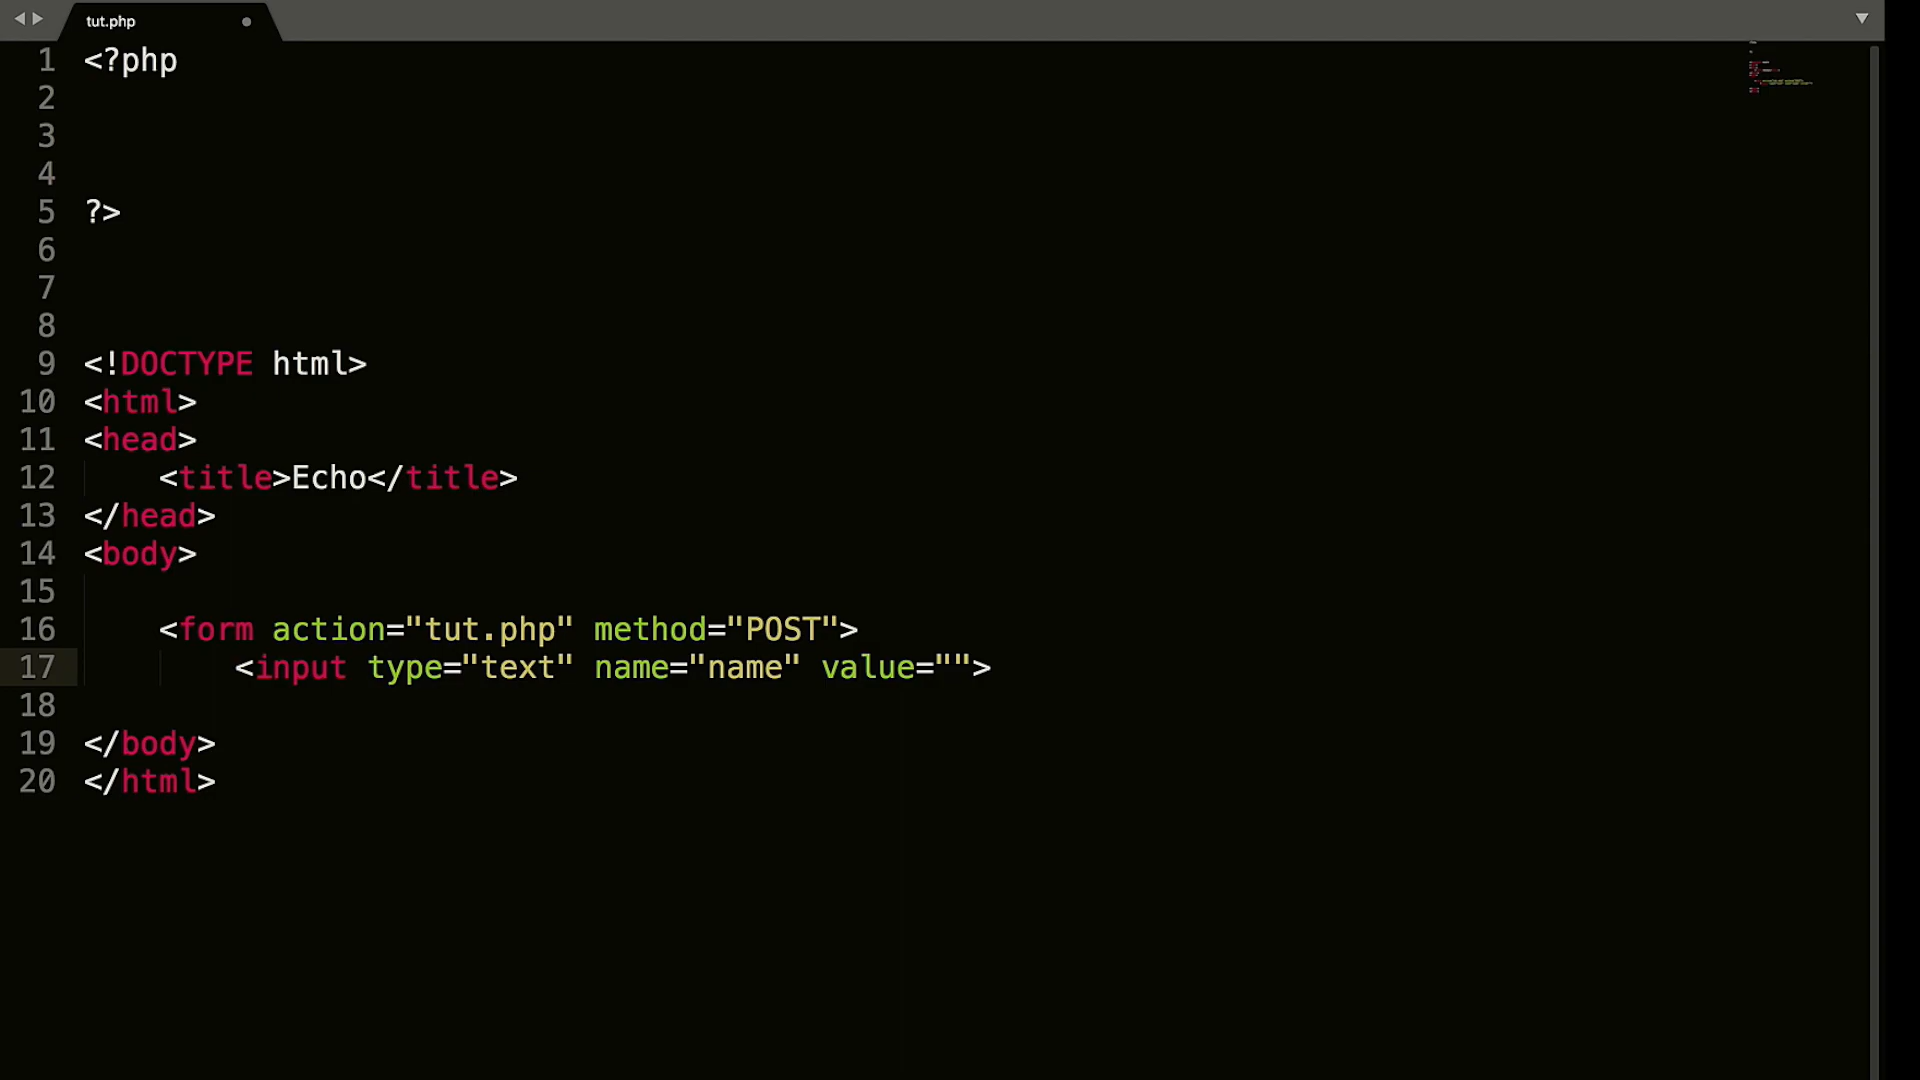 tut.php
1 <?php
2
3
4
5 ?>
6
7
8
9 <!DOCTYPE html>
10 <html>
11 <head>
12 <title>Echo</title>
13 </head>
14 <body>
15
16 <form action="tut.php" method="POST">
17 <input type="text" name="name" value="">
18
19 </body>
20 </html>